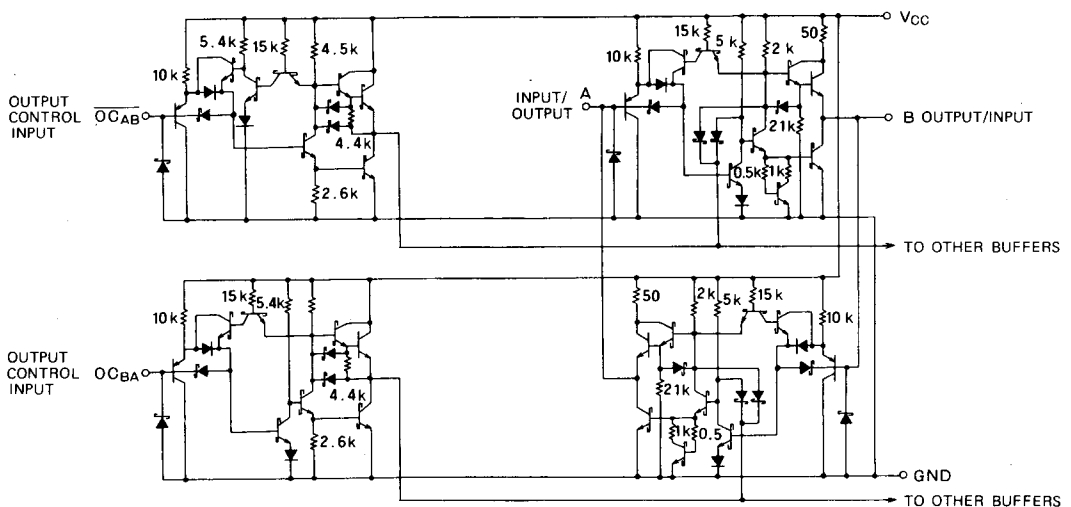 5.4k 15k 4.5k
10k
4.4k
2.6k
OUTPUT
CONTROL
INPUT
OC_AB
15k 5k 2k 50
10k
21k
0.5k 1k
INPUT/
OUTPUT
A
VCC
B OUTPUT/INPUT
TO OTHER BUFFERS
15k 5.4k
10k
4.4k
2.6k
OUTPUT
CONTROL
INPUT
OCBA
50 2k 5k 15k
10k
21k
1k 0.5
GND
TO OTHER BUFFERS